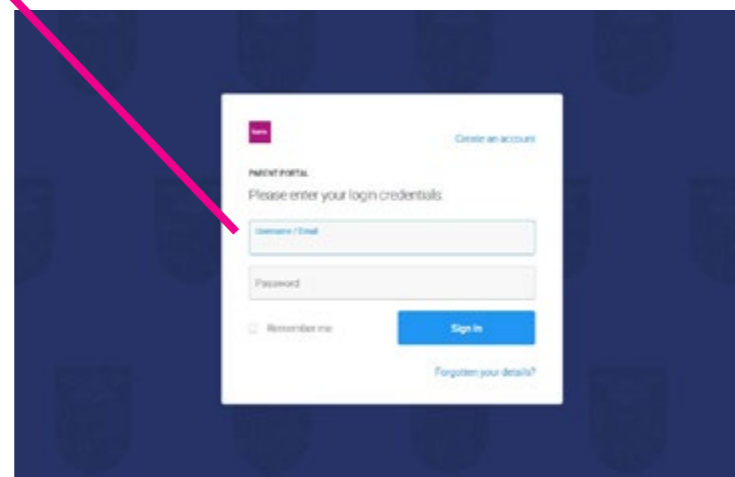 Create an account
PARENT PORTAL
Please enter your login credentials:
Username / Email
Password
Remember me
Sign in
Forgotten your details?